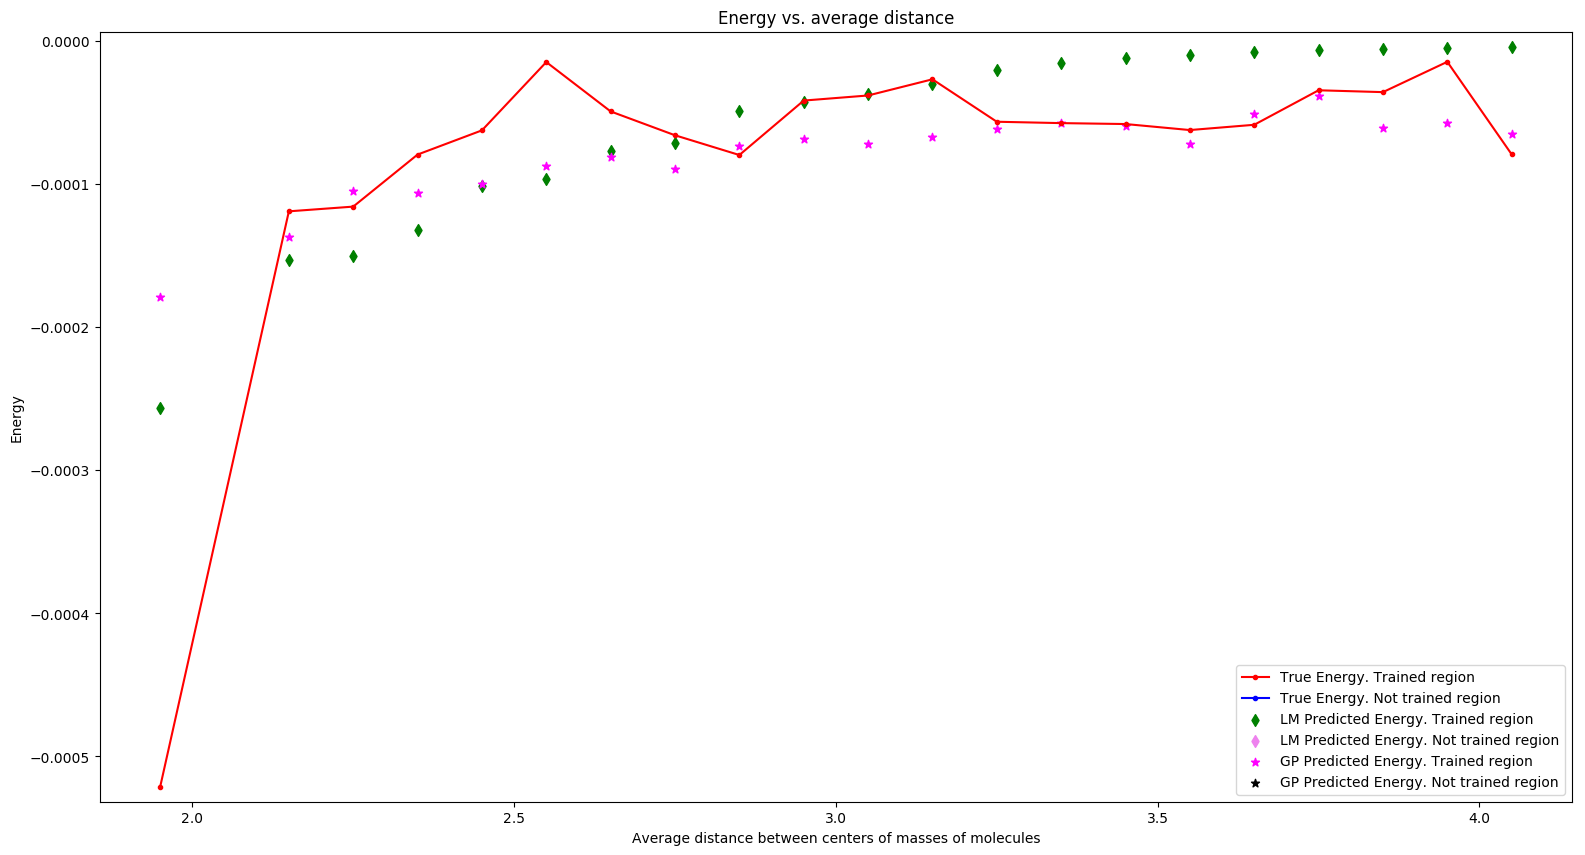 Energy vs. average distance
0.0000
−0.0001
−0.0002
−0.0003
−0.0004
−0.0005
Energy
2.0
2.5
3.0
3.5
4.0
Average distance between centers of masses of molecules
True Energy. Trained region
True Energy. Not trained region
LM Predicted Energy. Trained region
LM Predicted Energy. Not trained region
GP Predicted Energy. Trained region
GP Predicted Energy. Not trained region